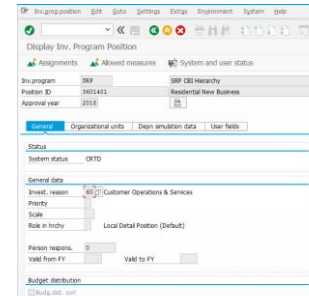 Inv.prog.position Edit Goto Settings Extras Environment System Help
Display Inv. Program Position
Assignments Allowed measures System and user status
Inv.program SRP SRP CBI Hierarchy
Position ID 3601401 Residential New Business
Approval year 2018
General Organizational units Depn simulation data User fields
Status
System status CRTD
General data
Invest. reason 60 Customer Operations & Services
Priority
Scale
Role in hrchy Local Detail Position (Default)
Person respons. 0
Valid from FY Valid to FY
Budget distribution
Budg.dst. ovrl